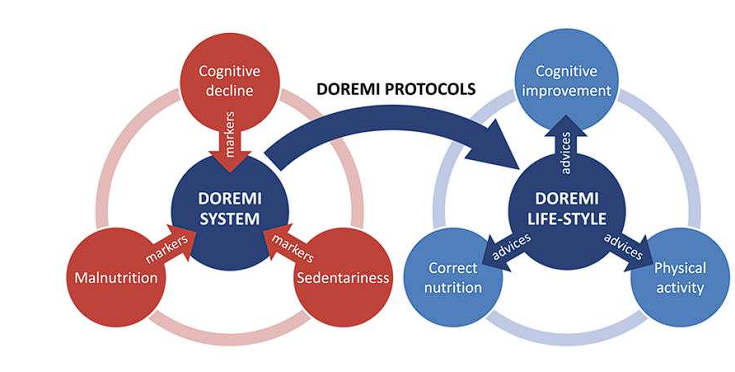 Cognitive
decline
markers
DOREMI
SYSTEM
markers
Malnutrition
markers
Sedentariness
DOREMI PROTOCOLS
Cognitive
improvement
advices
DOREMI
LIFE-STYLE
advices
Correct
nutrition
advices
Physical
activity